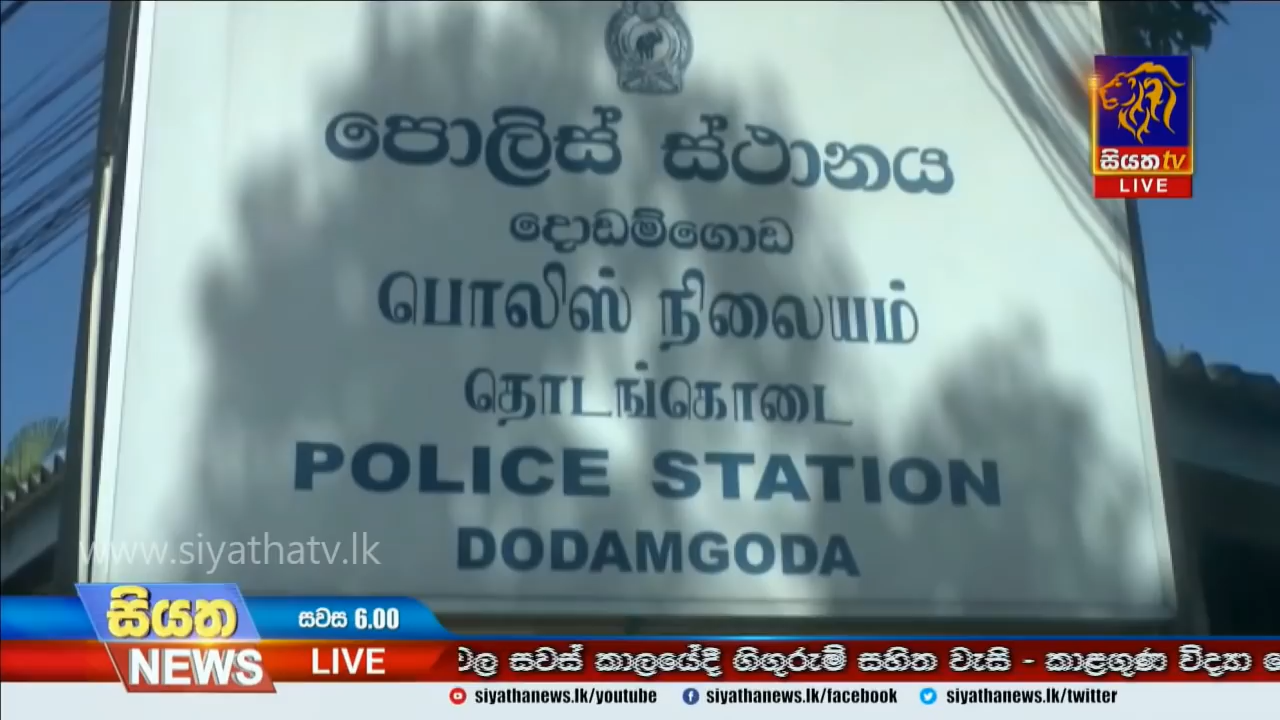 පොලිස් ස්ථානය
දොඩම්ගොඩ
பொலிஸ் நிலையம்
தொடங்கொடை
POLICE STATION
DODAMGODA
සියත tv
LIVE
www.siyathatv.lk
සියත
NEWS
සවස 6.00
LIVE
සවස් කාලයේදී ගිගුරුම් සහිත වැසි - කාළගුණ විද්‍යා
siyathanews.lk/youtube siyathanews.lk/facebook siyathanews.lk/twitter